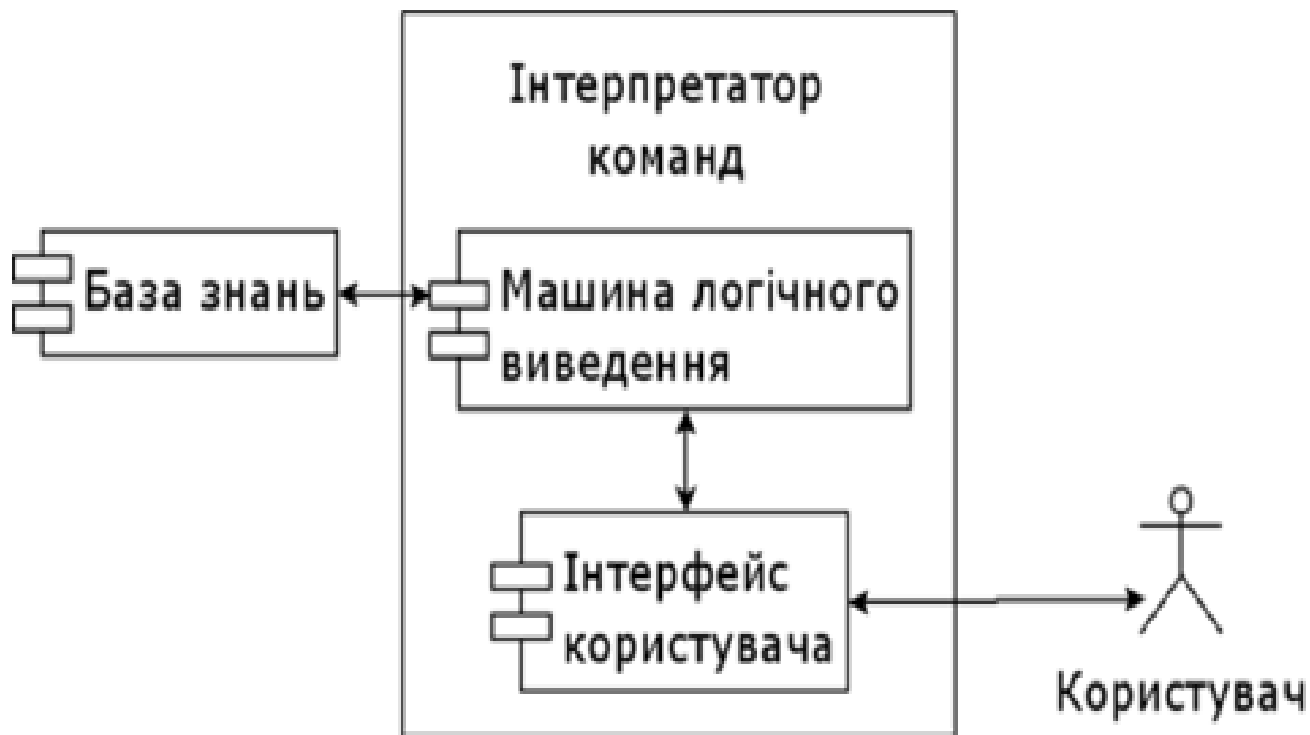 Інтерпретатор
команд
База знань
Машина логічного
виведення
Інтерфейс
користувача
Користувач